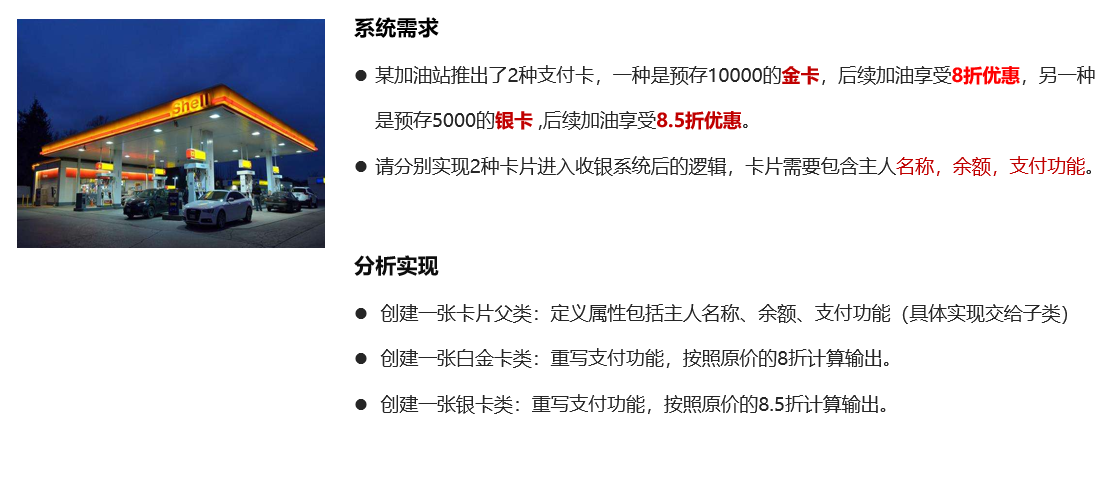 Shell
系统需求
● 某加油站推出了2种支付卡，一种是预存10000的金卡，后续加油享受8折优惠，另一种
是预存5000的银卡 ,后续加油享受8.5折优惠。
● 请分别实现2种卡片进入收银系统后的逻辑，卡片需要包含主人名称，余额，支付功能。
分析实现
● 创建一张卡片父类：定义属性包括主人名称、余额、支付功能（具体实现交给子类）
● 创建一张白金卡类：重写支付功能，按照原价的8折计算输出。
● 创建一张银卡类：重写支付功能，按照原价的8.5折计算输出。